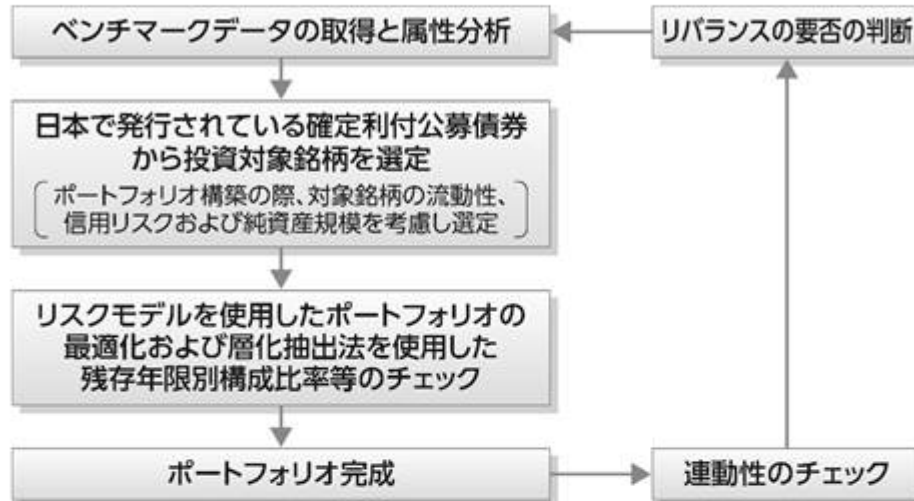 ベンチマークデータの取得と属性分析
リバランスの要否の判断
日本で発行されている確定利付公募債券
から投資対象銘柄を選定
ポートフォリオ構築の際、対象銘柄の流動性、
信用リスクおよび純資産規模を考慮し選定
リスクモデルを使用したポートフォリオの
最適化および層化抽出法を使用した
残存年限別構成比率等のチェック
ポートフォリオ完成
連動性のチェック